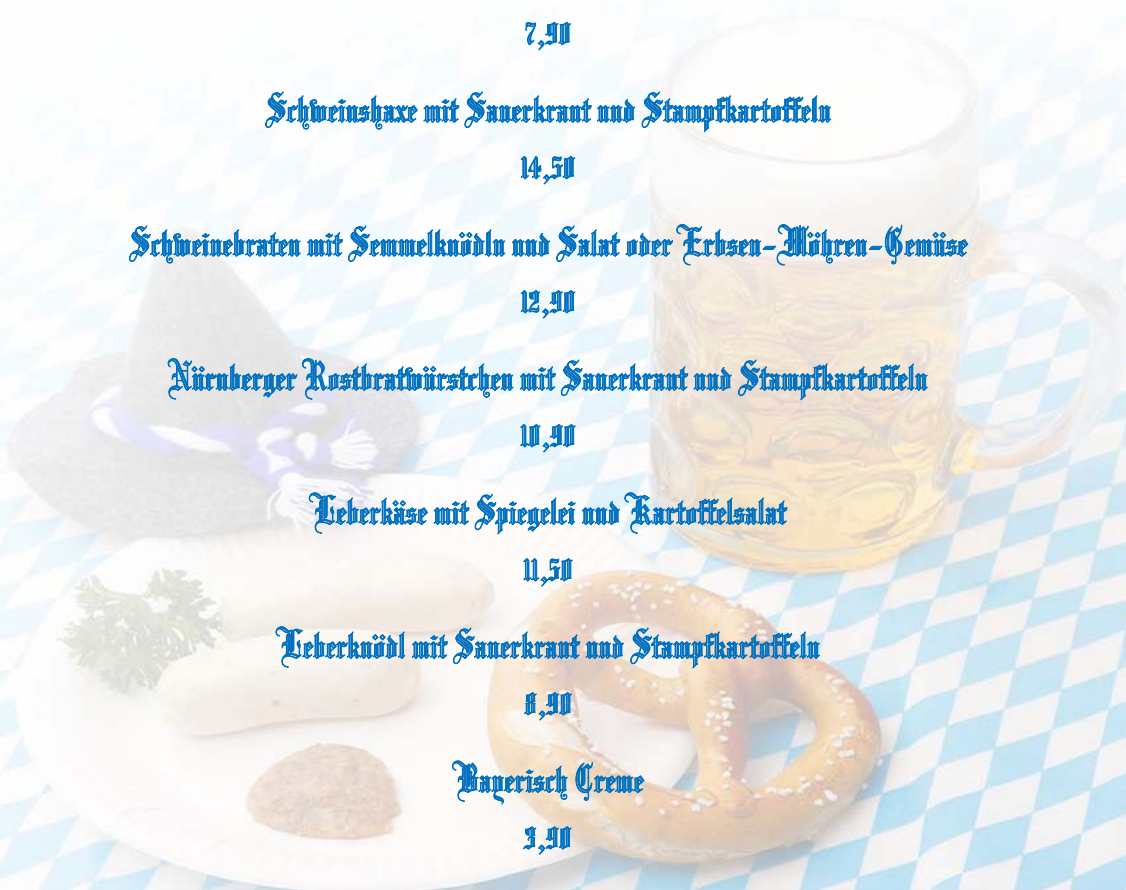 7,90
Schweinshaxe mit Sauerkraut und Stampfkartoffeln
14,50
Schweinebraten mit Semmelknödln und Salat oder Erbsen-Möhren-Gemüse
12,90
Nürnberger Rostbratwürstchen mit Sauerkraut und Stampfkartoffeln
10,90
Leberkäse mit Spiegelei und Kartoffelsalat
11,50
Leberknödl mit Sauerkraut und Stampfkartoffeln
8,90
Bayerisch Creme
3,90